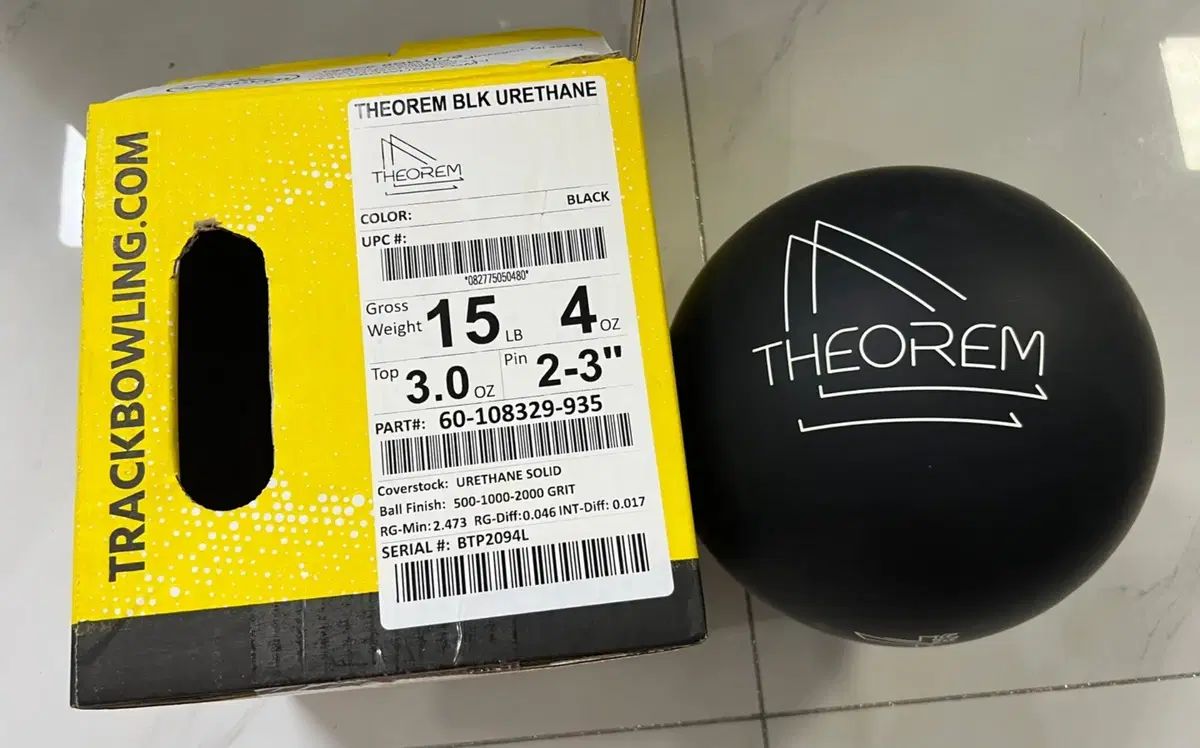 TRACKBOWLING.COM
THEOREM BLK URETHANE
THEOREM
COLOR: BLACK
UPC #:
*082775050480*
Gross Weight 15 LB 4 OZ
Top 3.0 OZ Pin 2-3"
PART#: 60-108329-935
Coverstock: URETHANE SOLID
Ball Finish: 500-1000-2000 GRIT
RG-Min: 2.473 RG-Diff: 0.046 INT-Diff: 0.017
SERIAL #: BTP2094L
THEOREM